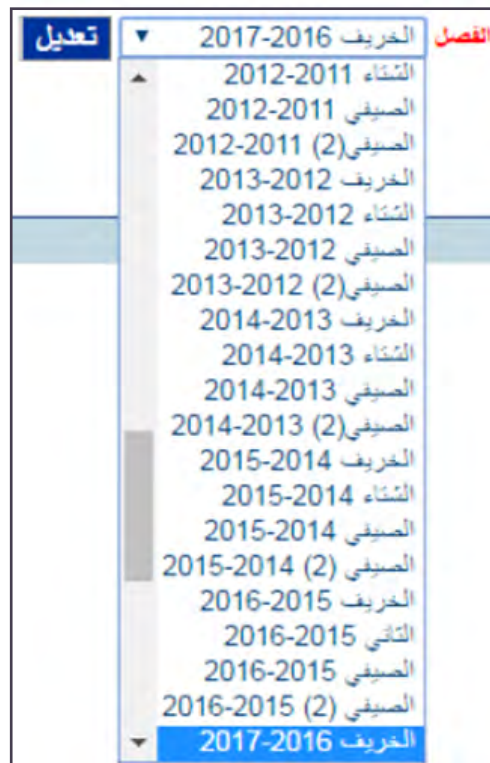 الفصل الخريف 2016-2017 تعديل
الشتاء 2011-2012
الصيفي 2011-2012
الصيفي(2) 2011-2012
الخريف 2012-2013
الشتاء 2012-2013
الصيفي 2012-2013
الصيفي(2) 2012-2013
الخريف 2013-2014
الشتاء 2013-2014
الصيفي 2013-2014
الصيفي(2) 2013-2014
الخريف 2014-2015
الشتاء 2014-2015
الصيفي 2014-2015
الصيفي (2) 2014-2015
الخريف 2015-2016
الثاني 2015-2016
الصيفي 2015-2016
الصيفي (2) 2015-2016
الخريف 2016-2017